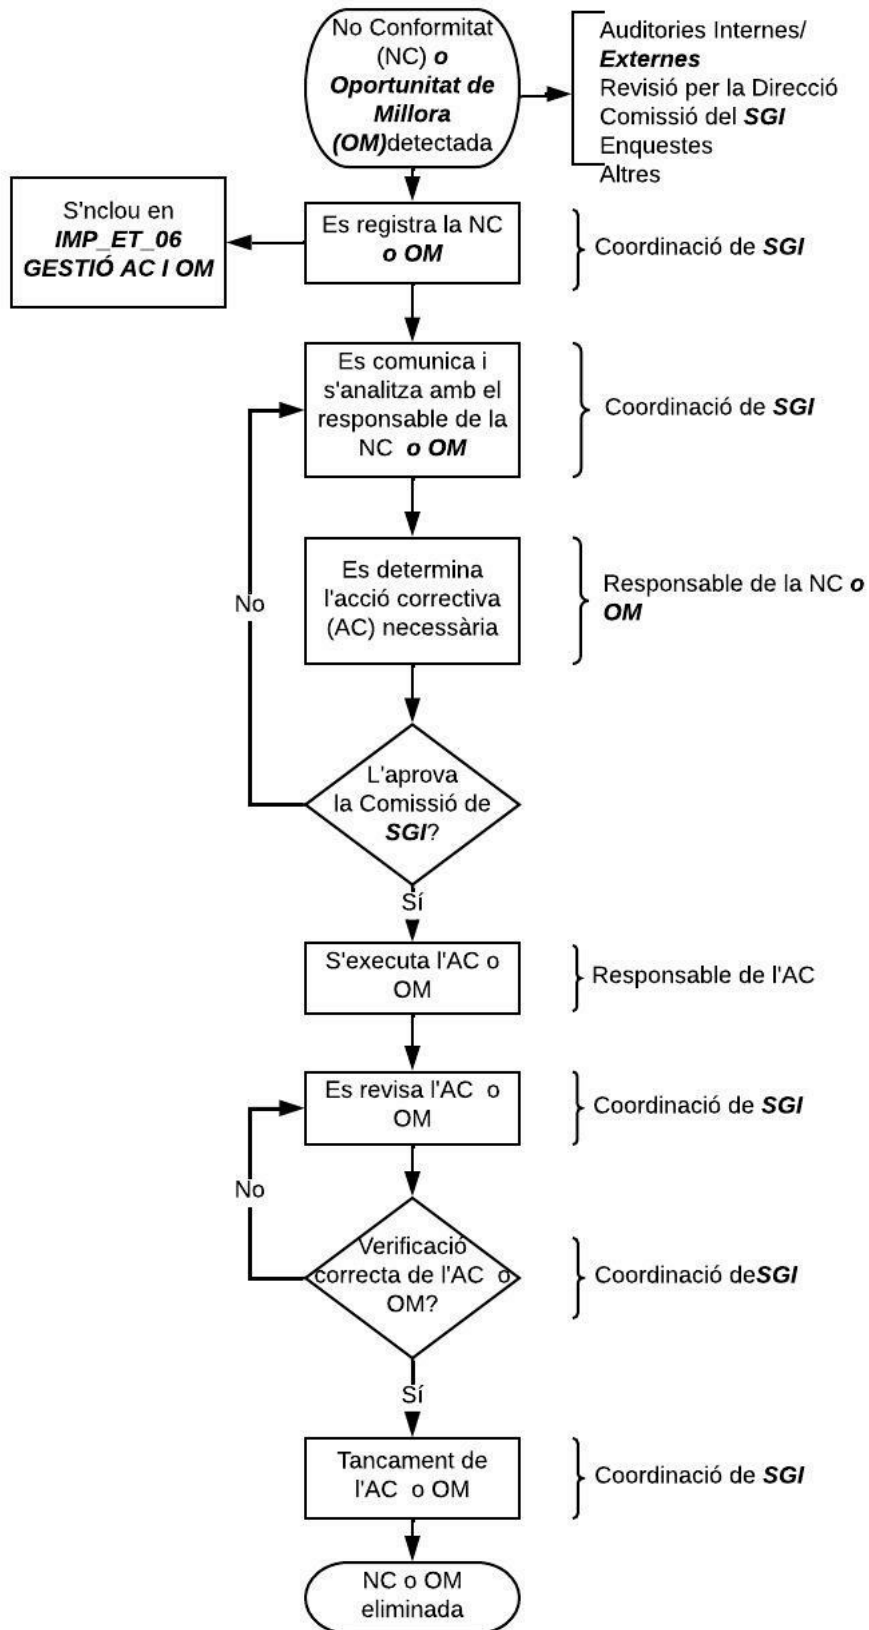 No Conformitat
(NC) o
Oportunitat de
Millora
(OM)detectada
Auditories Internes/
Externes
Revisió per la Direcció
Comissió del SGI
Enquestes
Altres
S'nclou en
IMP_ET_06
GESTIÓ AC I OM
Es registra la NC
o OM
Coordinació de SGI
Es comunica i
s'analitza amb el
responsable de la
NC o OM
Coordinació de SGI
Es determina
l'acció correctiva
(AC) necessària
Responsable de la NC o
OM
No
L'aprova
la Comissió de
SGI?
Sí
S'executa l'AC o
OM
Responsable de l'AC
Es revisa l'AC o
OM
Coordinació de SGI
No
Verificació
correcta de l'AC o
OM?
Coordinació deSGI
Sí
Tancament de
l'AC o OM
Coordinació de SGI
NC o OM
eliminada